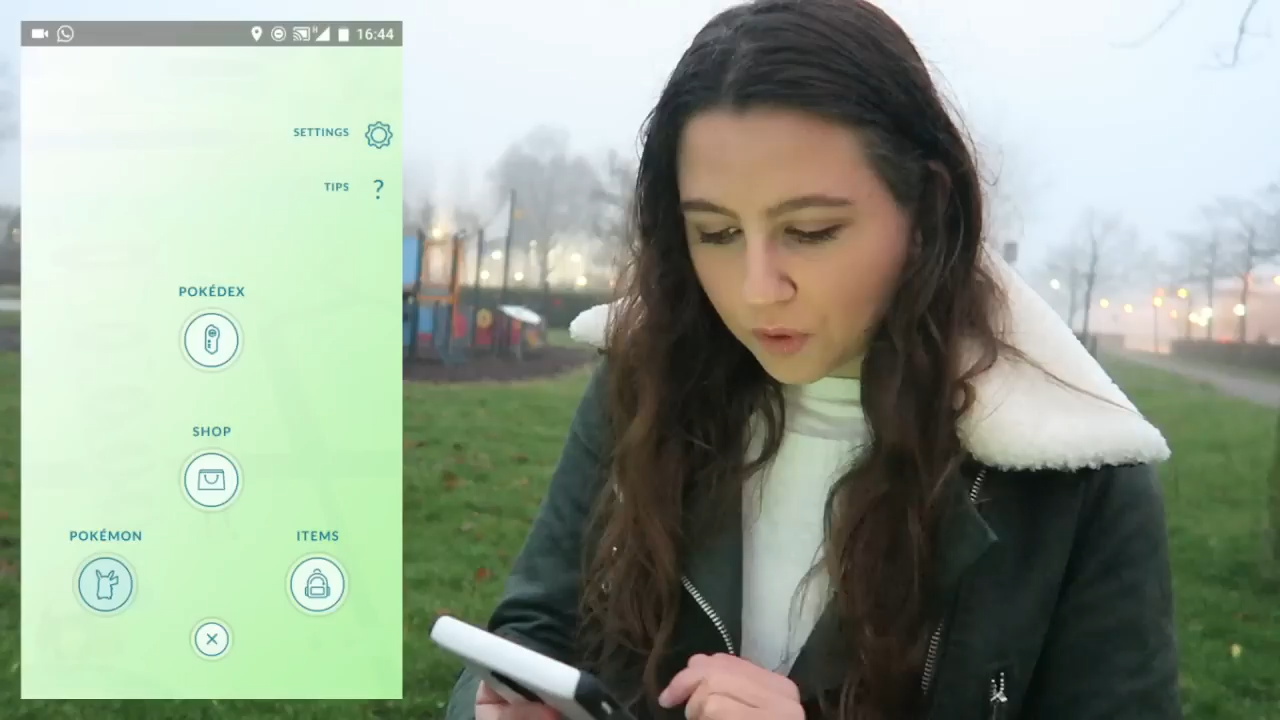 16:44
SETTINGS
TIPS
?
POKÉDEX
SHOP
POKÉMON
ITEMS